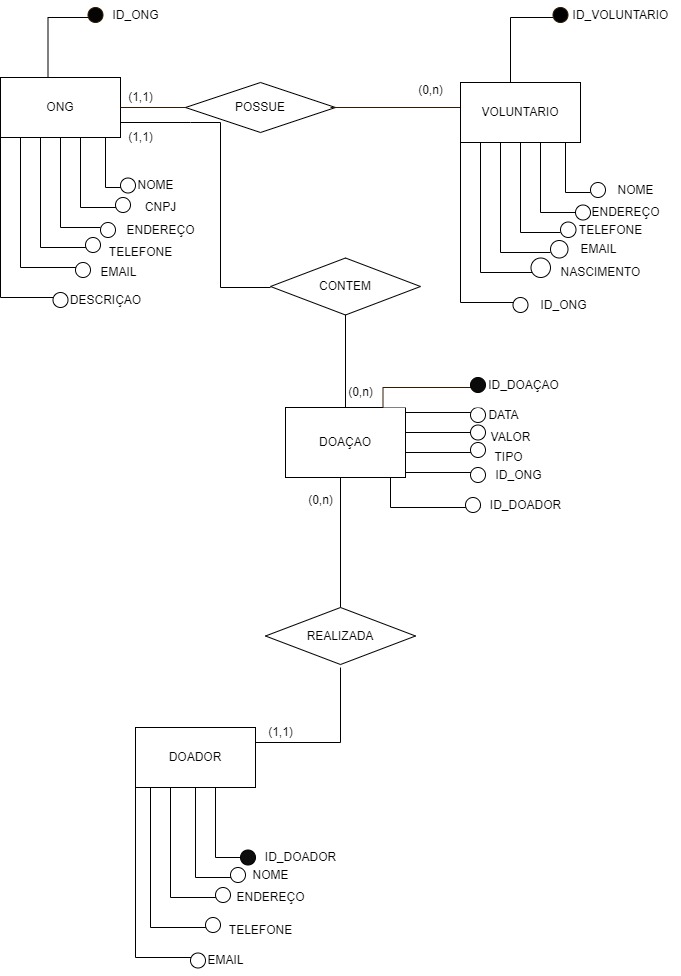 ID_ONG
ID_VOLUNTARIO
ONG
(1,1)
POSSUE
(0,n)
VOLUNTARIO
(1,1)
NOME
CNPJ
ENDEREÇO
TELEFONE
EMAIL
DESCRIÇAO
NOME
ENDEREÇO
TELEFONE
EMAIL
NASCIMENTO
ID_ONG
CONTEM
(0,n)
ID_DOAÇAO
DOAÇAO
DATA
VALOR
TIPO
ID_ONG
ID_DOADOR
(0,n)
REALIZADA
(1,1)
DOADOR
ID_DOADOR
NOME
ENDEREÇO
TELEFONE
EMAIL